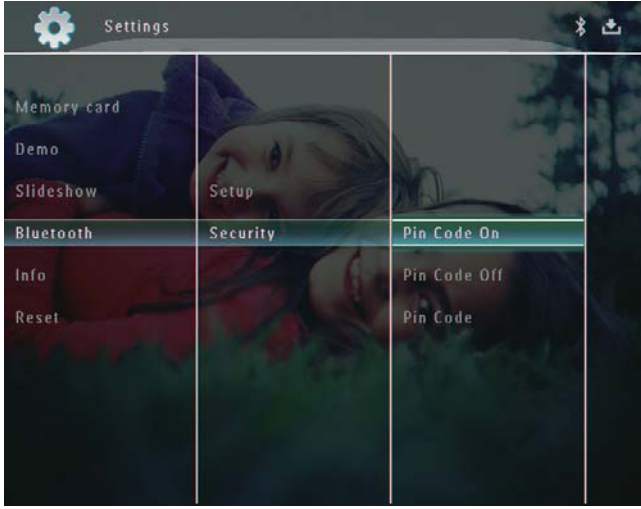 Settings
Memory card
Demo
Slideshow
Setup
Bluetooth
Security
Pin Code On
Info
Pin Code Off
Reset
Pin Code